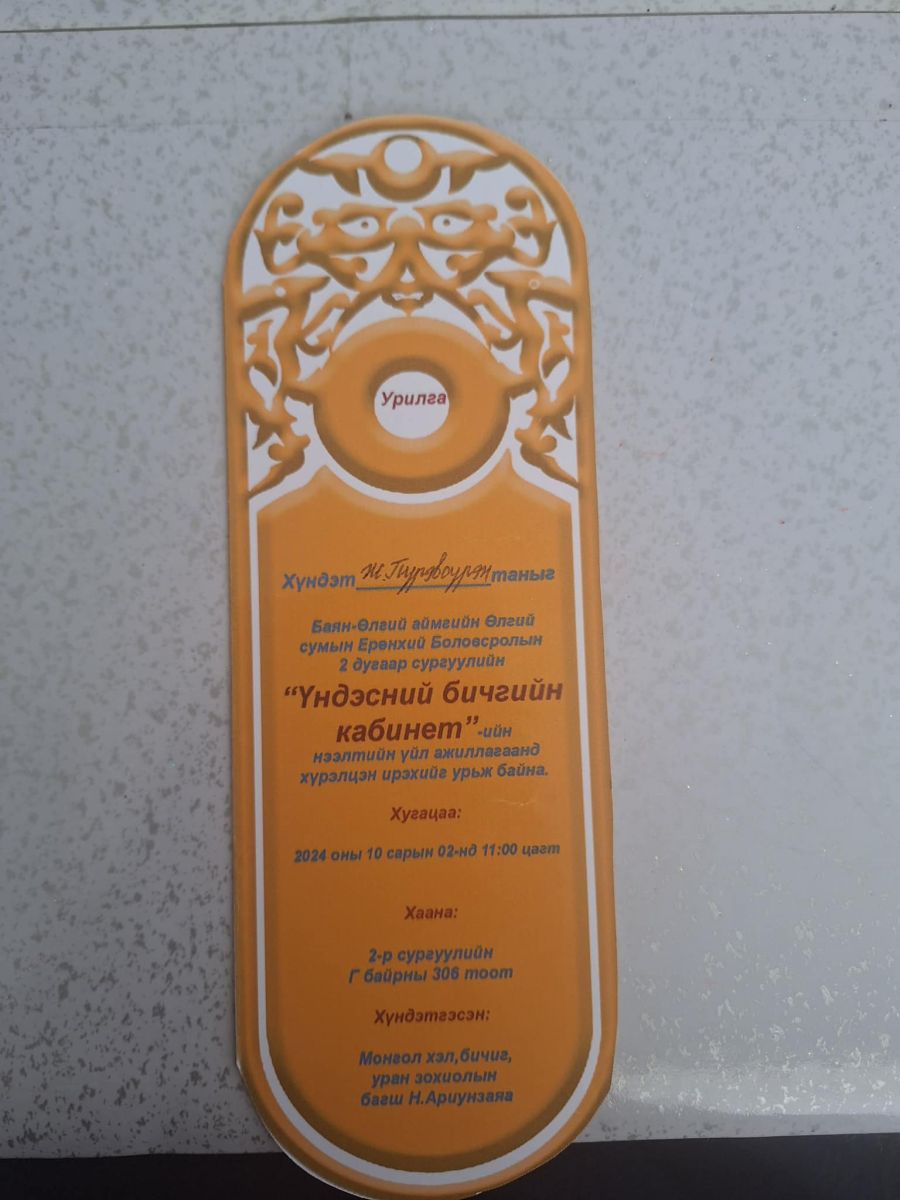 Урилга
Хүндэт Ж.Пүрэвсүрэн таныг
Баян-Өлгий аймгийн Өлгий
сумын Ерөнхий Боловсролын
2 дугаар сургуулийн
“Үндэсний бичгийн
кабинет”-ийн
нээлтийн үйл ажиллагаанд
хүрэлцэн ирэхийг урьж байна.
Хугацаа:
2024 оны 10 сарын 02-нд 11:00 цагт
Хаана:
2-р сургуулийн
Г байрны 306 тоот
Хүндэтгэсэн:
Монгол хэл,бичиг,
уран зохиолын
багш Н.Ариунзаяа